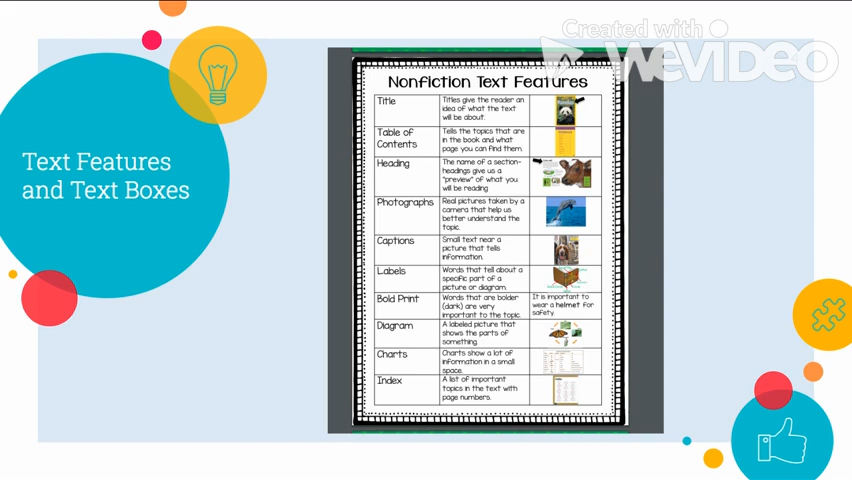 Created with
WEVIDEO
Text Features
and Text Boxes
Nonfiction Text Features
Title
Titles give the reader an
idea of what the text
will be about.
Table of
Contents
Tells the topics that are
in the book and what
page you can find them.
Heading
The name of a section-
headings give us a
"preview" of what you
will be reading
Photographs
Real pictures taken by a
camera that help us
better understand the
topic.
Captions
Small text near a
picture that tells
information.
Labels
Words that tell about a
specific part of a
picture or diagram.
Bold Print
Words that are bolder
(dark) are very
important to the topic.
It is important to
wear a helmet for
safety.
Diagram
A labeled picture that
shows the parts of
something.
Charts
Charts show a lot of
information in a small
space.
Index
A list of important
topics in the text with
page numbers.